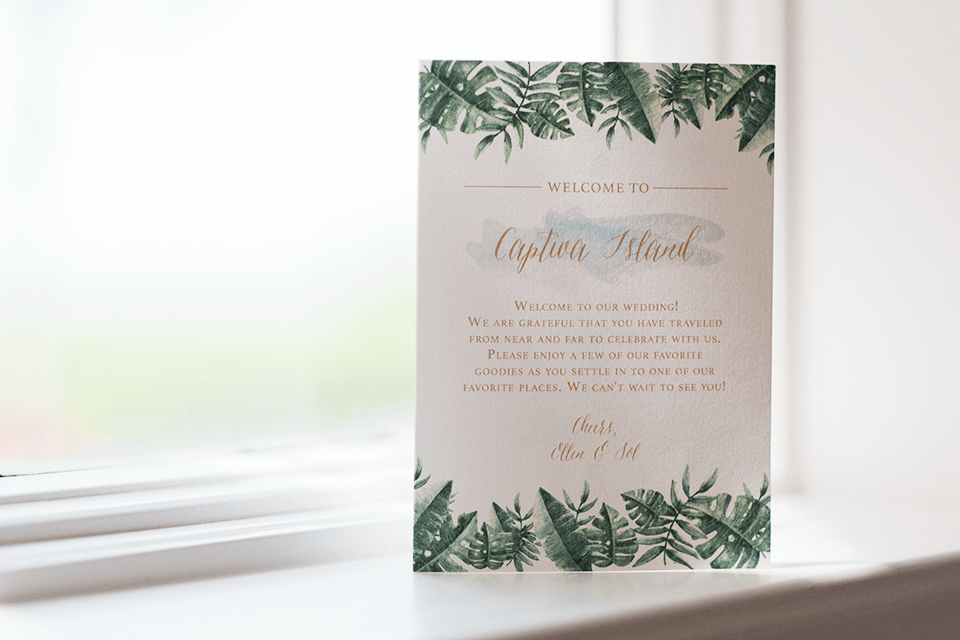 WELCOME TO
Captiva Island
WELCOME TO OUR WEDDING!
WE ARE GRATEFUL THAT YOU HAVE TRAVELED
FROM NEAR AND FAR TO CELEBRATE WITH US.
PLEASE ENJOY A FEW OF OUR FAVORITE
GOODIES AS YOU SETTLE IN TO ONE OF OUR
FAVORITE PLACES. WE CAN'T WAIT TO SEE YOU!
Cheers,
Ellen & Sol